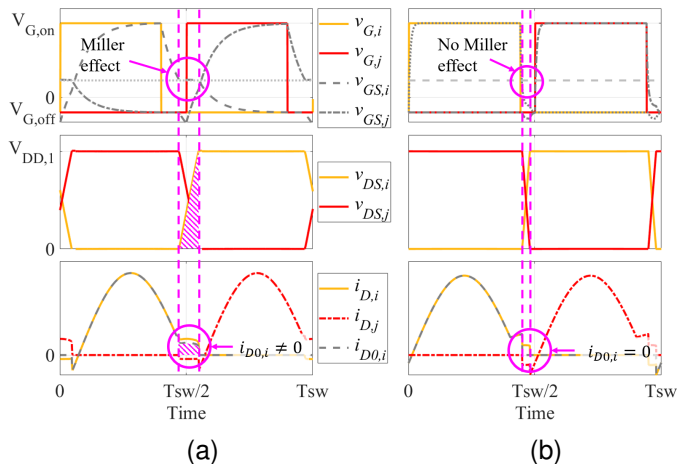 V_G,on
0
V_G,off
Miller
effect
v_G,i
v_G,j
v_GS,i
v_GS,j
No Miller
effect
V_DD,1
0
v_DS,i
v_DS,j
0
i_D,i
i_D,j
i_D0,i
i_D0,i ≠ 0
i_D0,i = 0
0 Tsw/2 Tsw
Time
0 Tsw/2 Tsw
Time
(a)
(b)